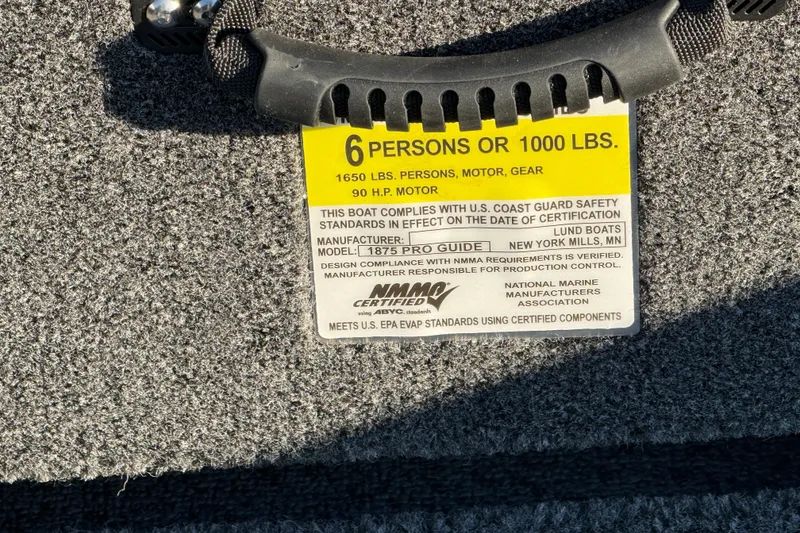 6 PERSONS OR 1000 LBS.
1650 LBS. PERSONS, MOTOR, GEAR
90 H.P. MOTOR
THIS BOAT COMPLIES WITH U.S. COAST GUARD SAFETY
STANDARDS IN EFFECT ON THE DATE OF CERTIFICATION
MANUFACTURER: LUND BOATS
MODEL: 1875 PRO GUIDE NEW YORK MILLS, MN
DESIGN COMPLIANCE WITH NMMA REQUIREMENTS IS VERIFIED.
MANUFACTURER RESPONSIBLE FOR PRODUCTION CONTROL.
NMMA
CERTIFIED
using ABYC. standards
NATIONAL MARINE
MANUFACTURERS
ASSOCIATION
MEETS U.S. EPA EVAP STANDARDS USING CERTIFIED COMPONENTS